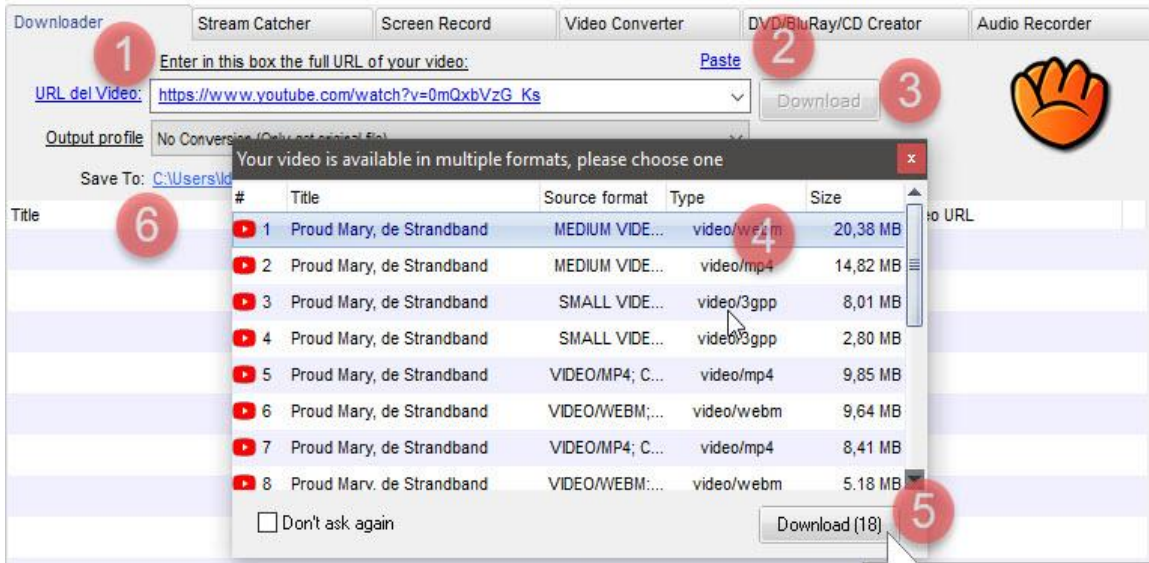 Downloader Stream Catcher Screen Record Video Converter DVD/BluRay/CD Creator Audio Recorder
1 2
Enter in this box the full URL of your video: Paste
URL del Video: https://www.youtube.com/watch?v=0mQxbVzG_Ks Download 3
Output profile No Conversion (Only get original file)
Your video is available in multiple formats, please choose one x
Save To: C:\Users\
# Title Source format Type Size
Title 6 URL
1 Proud Mary, de Strandband MEDIUM VIDE... video/webm 20,38 MB
4
2 Proud Mary, de Strandband MEDIUM VIDE... video/mp4 14,82 MB
3 Proud Mary, de Strandband SMALL VIDE... video/3gpp 8,01 MB
4 Proud Mary, de Strandband SMALL VIDE... video/3gpp 2,80 MB
5 Proud Mary, de Strandband VIDEO/MP4; C... video/mp4 9,85 MB
6 Proud Mary, de Strandband VIDEO/WEBM;... video/webm 9,64 MB
7 Proud Mary, de Strandband VIDEO/MP4; C... video/mp4 8,41 MB
8 Proud Mary, de Strandband VIDEO/WEBM;... video/webm 5,18 MB
Don't ask again Download (18) 5